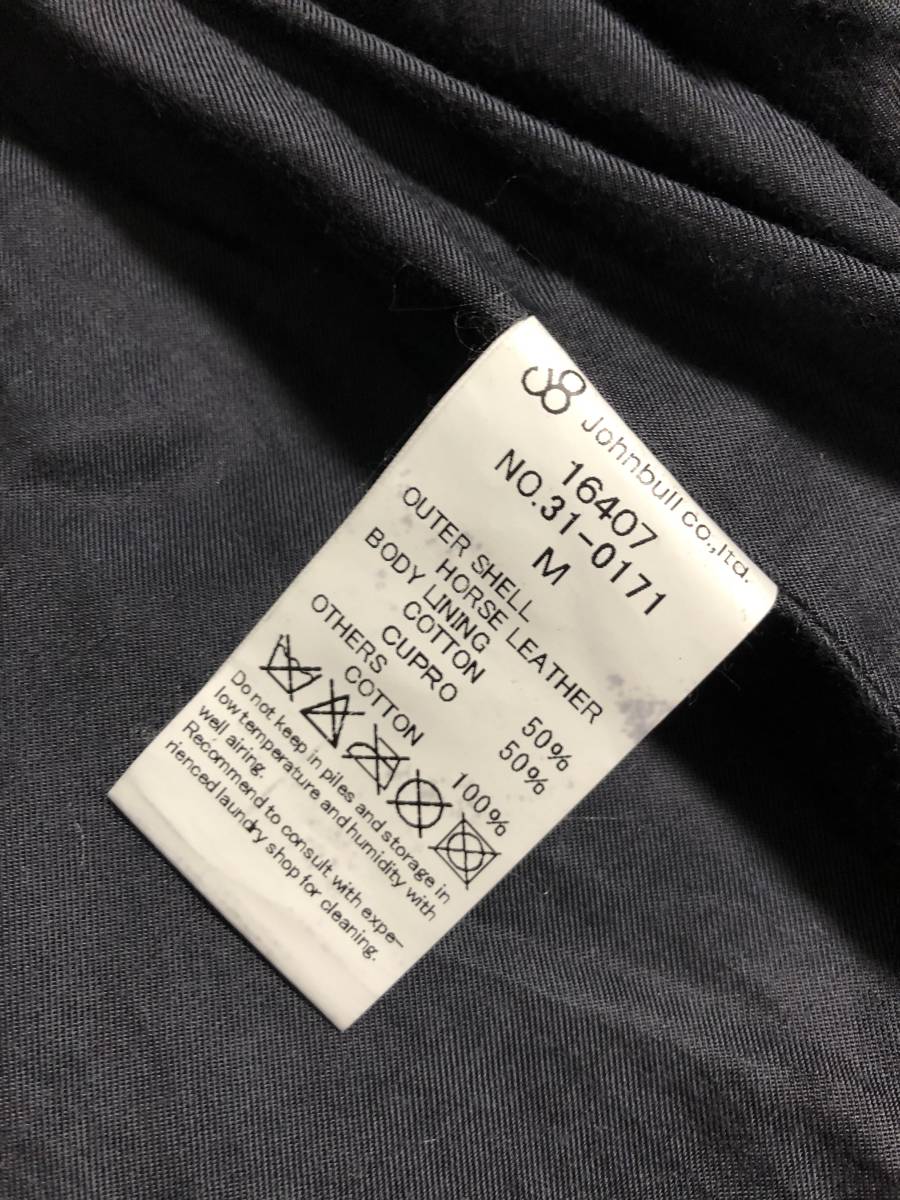 Johnbull co.,ltd.
16407
NO.31-0171
M
OUTER SHELL
HORSE LEATHER
BODY LINING
COTTON 50%
CUPRO 50%
OTHERS
COTTON 100%
Do not keep in piles and storage in
low temperature and humidity with
well airing.
Recommend to consult with expe-
rienced laundry shop for cleaning.